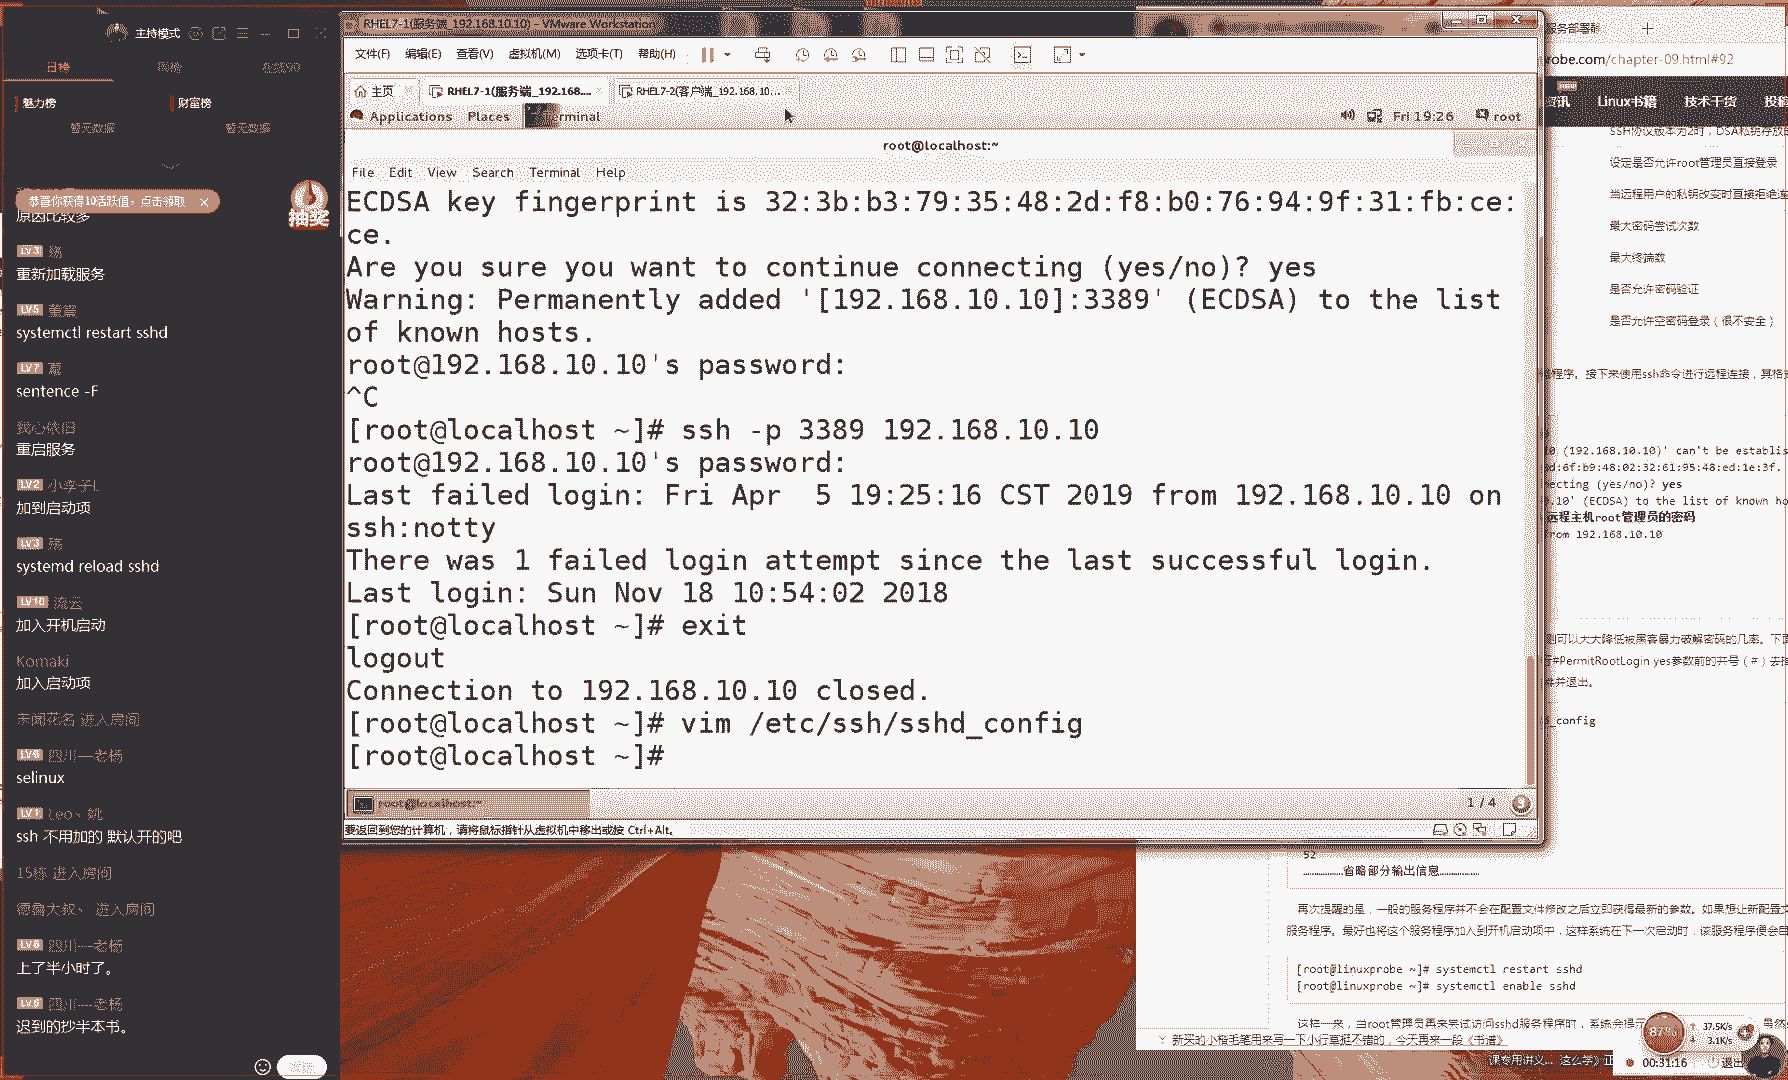 主持模式
日榜
魅力榜
财富榜
暂无数据
暂无数据
恭喜你获得10活跃值，点击领取
抽奖
原因比较多
LV3
重新加载服务
LV5
systemctl restart sshd
LV7
sentence -F
我心依旧
重启服务
LV2 小李子L
加到启动项
LV3
systemd reload sshd
LV10 流云
加入开机启动
Komaki
加入启动项
未闻花名 进入房间
LV6 四川—老杨
selinux
LV1 Leo、姚
ssh 不用加的 默认开的吧
15栋 进入房间
德鲁大叔、 进入房间
LV6 四川—老杨
上了半小时了。
LV6 四川—老杨
迟到的抄半本书。
RHEL7-1(服务端_192.168.10.10) - VMware Workstation
文件(F) 编辑(E) 查看(V) 虚拟机(M) 选项卡(T) 帮助(H)
主页 RHEL7-1(服务端_192.168.... RHEL7-2(客户端_192.168.10...
Applications Places Terminal Fri 19:26 root
root@localhost:~
File Edit View Search Terminal Help
ECDSA key fingerprint is 32:3b:b3:79:35:48:2d:f8:b0:76:94:9f:31:fb:ce:
ce.
Are you sure you want to continue connecting (yes/no)? yes
Warning: Permanently added '[192.168.10.10]:3389' (ECDSA) to the list
of known hosts.
root@192.168.10.10's password:
^C
[root@localhost ~]# ssh -p 3389 192.168.10.10
root@192.168.10.10's password:
Last failed login: Fri Apr  5 19:25:16 CST 2019 from 192.168.10.10 on
ssh:notty
There was 1 failed login attempt since the last successful login.
Last login: Sun Nov 18 10:54:02 2018
[root@localhost ~]# exit
logout
Connection to 192.168.10.10 closed.
[root@localhost ~]# vim /etc/ssh/sshd_config
[root@localhost ~]#
root@localhost:~
1 / 4
要返回到您的计算机，请将鼠标指针从虚拟机中移出或按 Ctrl+Alt。
服务部署群
robe.com/chapter-09.html#92
资讯 Linux书籍 技术干货 投稿
SSH协议版本为2时，DSA私钥存放的
设定是否允许root管理员直接登录
当远程用户的私钥改变时直接拒绝连
最大密码尝试次数
最大终端数
是否允许密码验证
是否允许空密码登录（很不安全）
程序。接下来使用ssh命令进行远程连接，其格式
(192.168.10.10)' can't be establis
d:6f:b9:48:02:32:61:95:48:ed:1e:3f.
ecting (yes/no)? yes
.10' (ECDSA) to the list of known ho
远程主机root管理员的密码
from 192.168.10.10
则可以大大降低被黑客暴力破解密码的几率。下面
#PermitRootLogin yes参数前的井号（#）去掉
并退出。
_config
52
………………省略部分输出信息………………
再次提醒的是，一般的服务程序并不会在配置文件修改之后立即获得最新的参数。如果想让新配置文
服务程序。最好也将这个服务程序加入到开机启动项中，这样系统在下一次启动时，该服务程序便会自
[root@linuxprobe ~]# systemctl restart sshd
[root@linuxprobe ~]# systemctl enable sshd
这样一来，当root管理员再来尝试访问sshd服务程序时，系统会提示
新买的小楷毛笔用来写一下小行草挺不错的，今天再来一段《书谱》
87%
37.5K/s
3.1K/s
00:31:16
退出